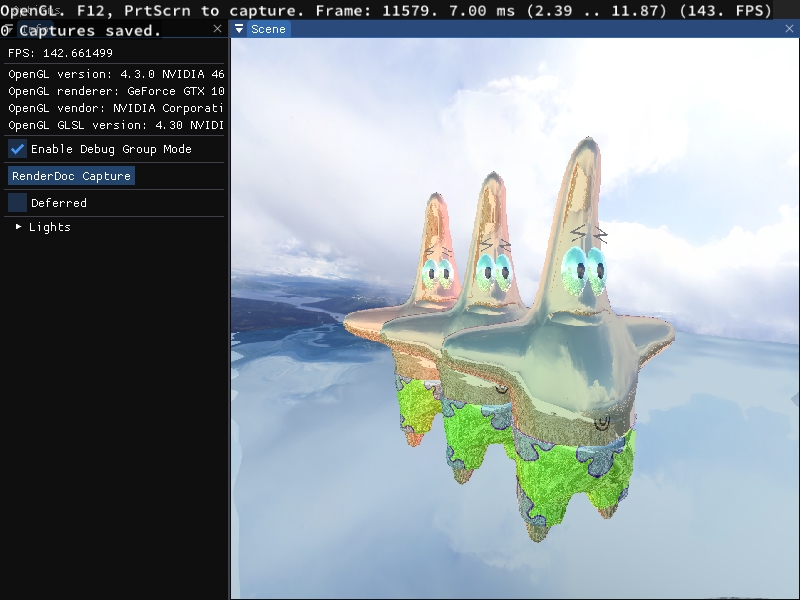 OpenGL. F12, PrtScrn to capture. Frame: 11579. 7.00 ms (2.39 .. 11.87) (143. FPS)
0 Captures saved.
Scene
FPS: 142.661499
OpenGL version: 4.3.0 NVIDIA 46
OpenGL renderer: GeForce GTX 10
OpenGL vendor: NVIDIA Corporati
OpenGL GLSL version: 4.30 NVIDI
Enable Debug Group Mode
RenderDoc Capture
Deferred
Lights